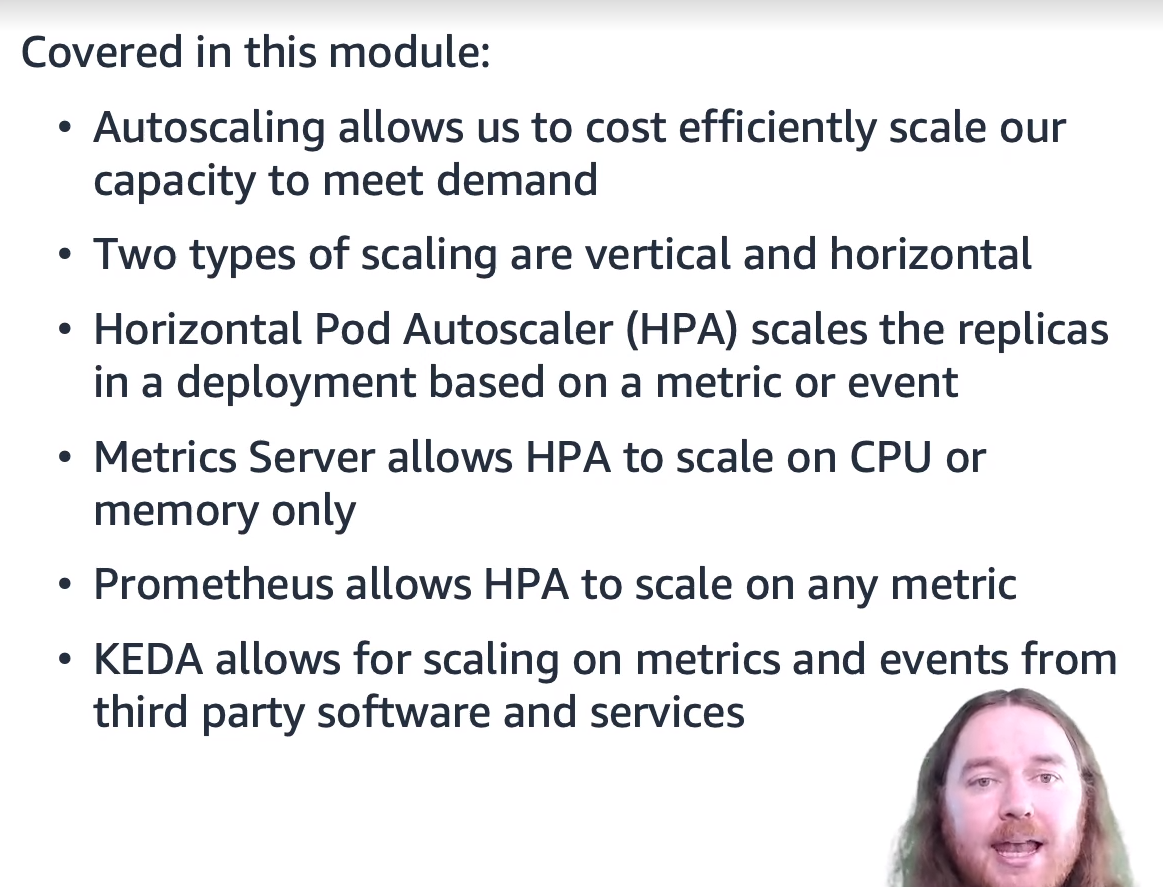 Covered in this module:
• Autoscaling allows us to cost efficiently scale our
capacity to meet demand
• Two types of scaling are vertical and horizontal
• Horizontal Pod Autoscaler (HPA) scales the replicas
in a deployment based on a metric or event
• Metrics Server allows HPA to scale on CPU or
memory only
• Prometheus allows HPA to scale on any metric
• KEDA allows for scaling on metrics and events from
third party software and services